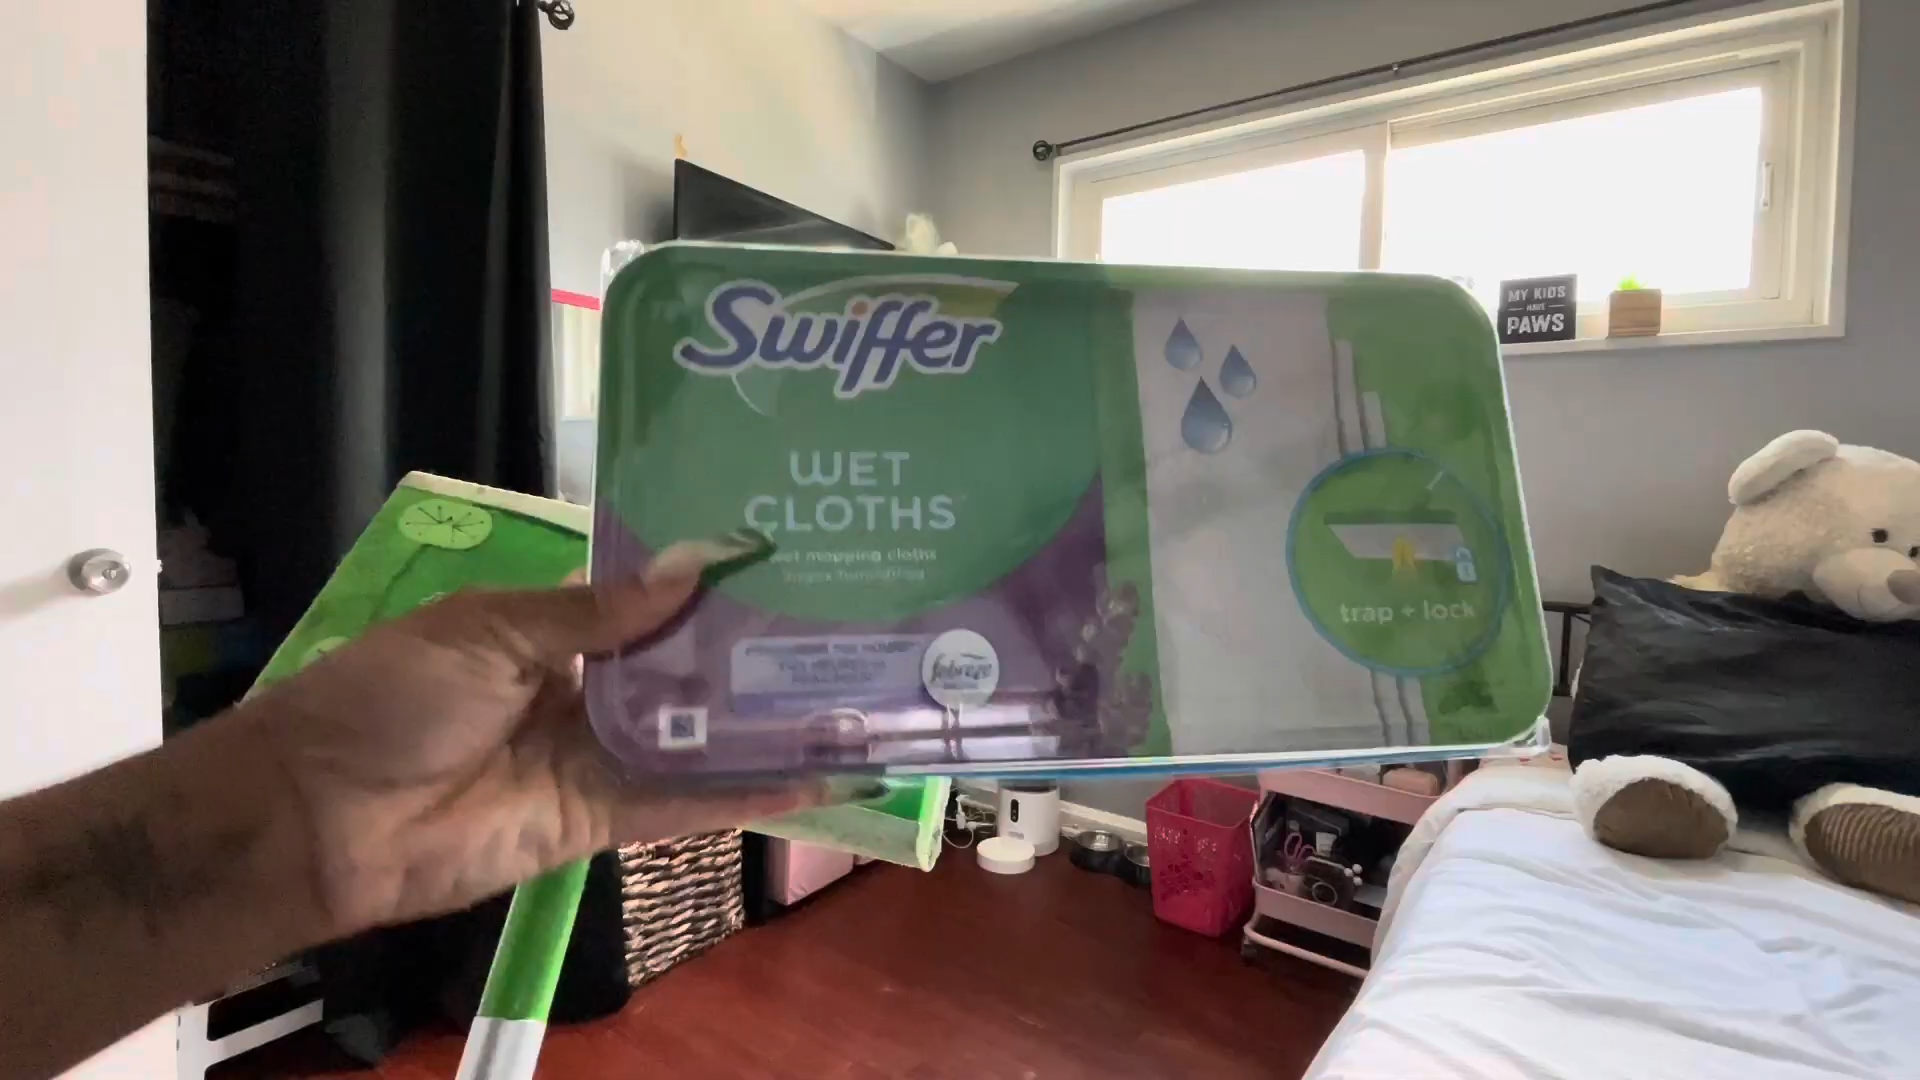 Swiffer
WET
CLOTHS
wet mopping cloths
febreze
trap + lock
MY KIDS
HAVE
PAWS